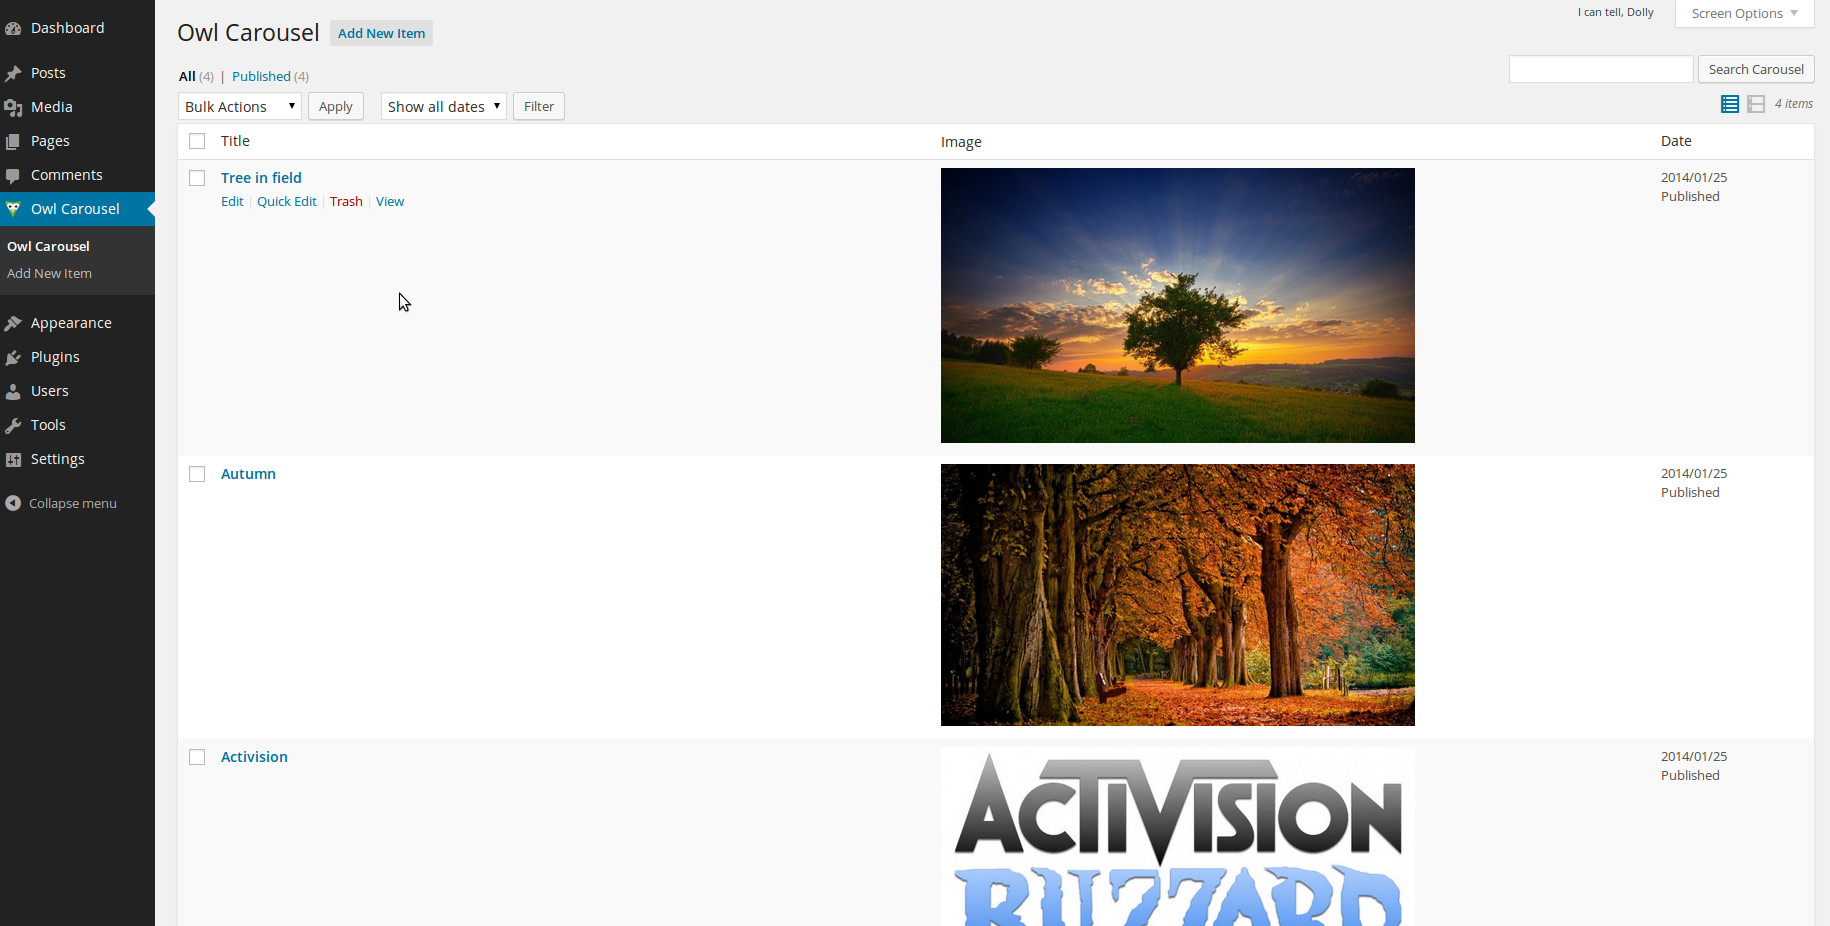 Dashboard
Posts
Media
Pages
Comments
Owl Carousel
Owl Carousel
Add New Item
Appearance
Plugins
Users
Tools
Settings
Collapse menu
I can tell, Dolly
Screen Options
Owl Carousel Add New Item
All (4) | Published (4)
Search Carousel
Bulk Actions Apply Show all dates Filter
4 items
Title Image Date
Tree in field 2014/01/25
Edit | Quick Edit | Trash | View Published
Autumn 2014/01/25
Published
Activision 2014/01/25
Published
ACTIVISION
BLIZZARD